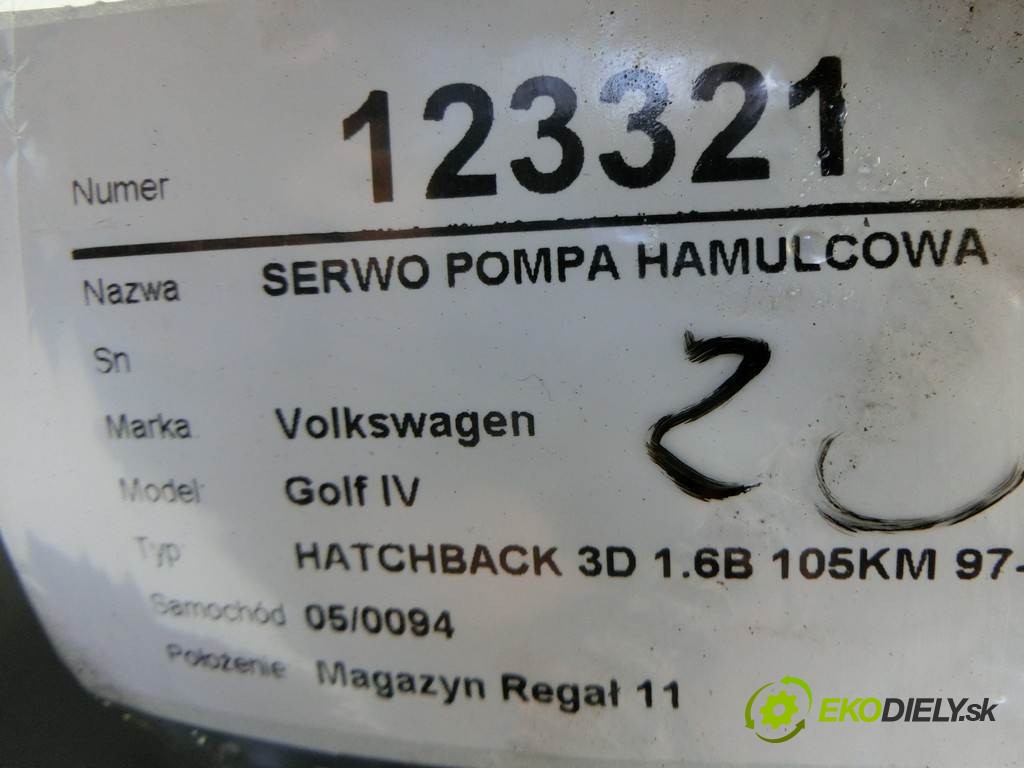 Numer 123321
Nazwa SERWO POMPA HAMULCOWA
Sn
Marka Volkswagen
Model Golf IV
Typ HATCHBACK 3D 1.6B 105KM 97-
Samochód 05/0094
Położenie Magazyn Regał 11
2
EKODIELY.sk